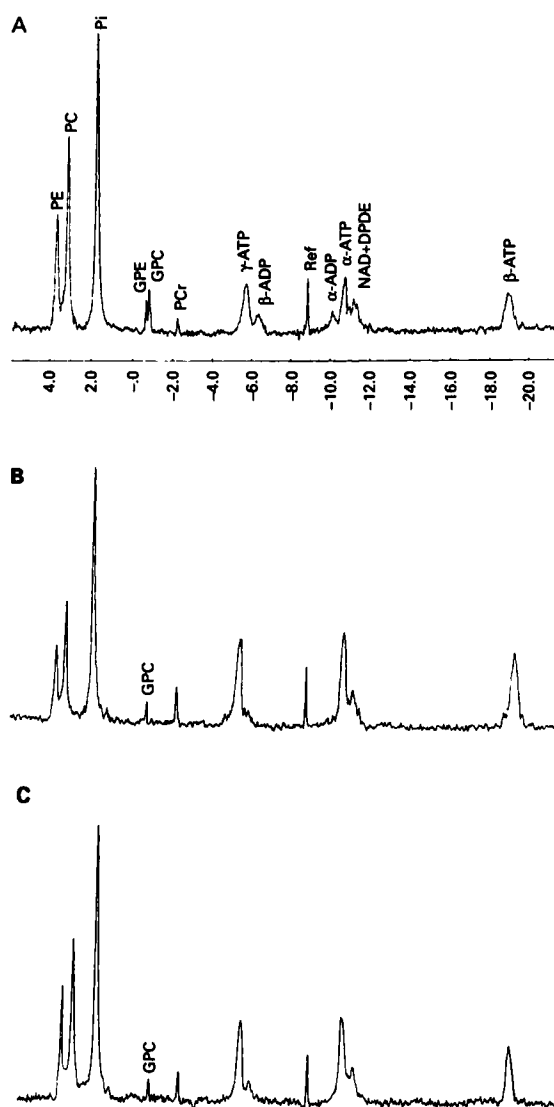 A
PE
PC
Pi
GPE
GPC
PCr
γ-ATP
β-ADP
Ref
α-ADP
α-ATP
NAD+DPDE
β-ATP
4.0 2.0 -0.0 -2.0 -4.0 -6.0 -8.0 -10.0 -12.0 -14.0 -16.0 -18.0 -20.0
B
GPC
C
GPC